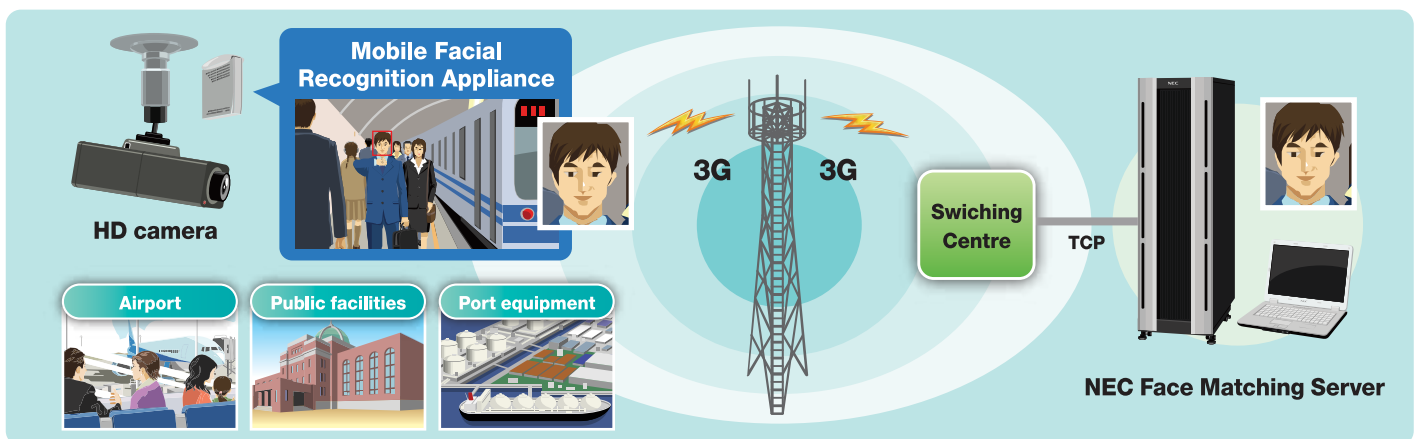 Mobile Facial
Recognition Appliance
HD camera
3G
3G
Swiching
Centre
TCP
NEC
NEC Face Matching Server
Airport
Public facilities
Port equipment